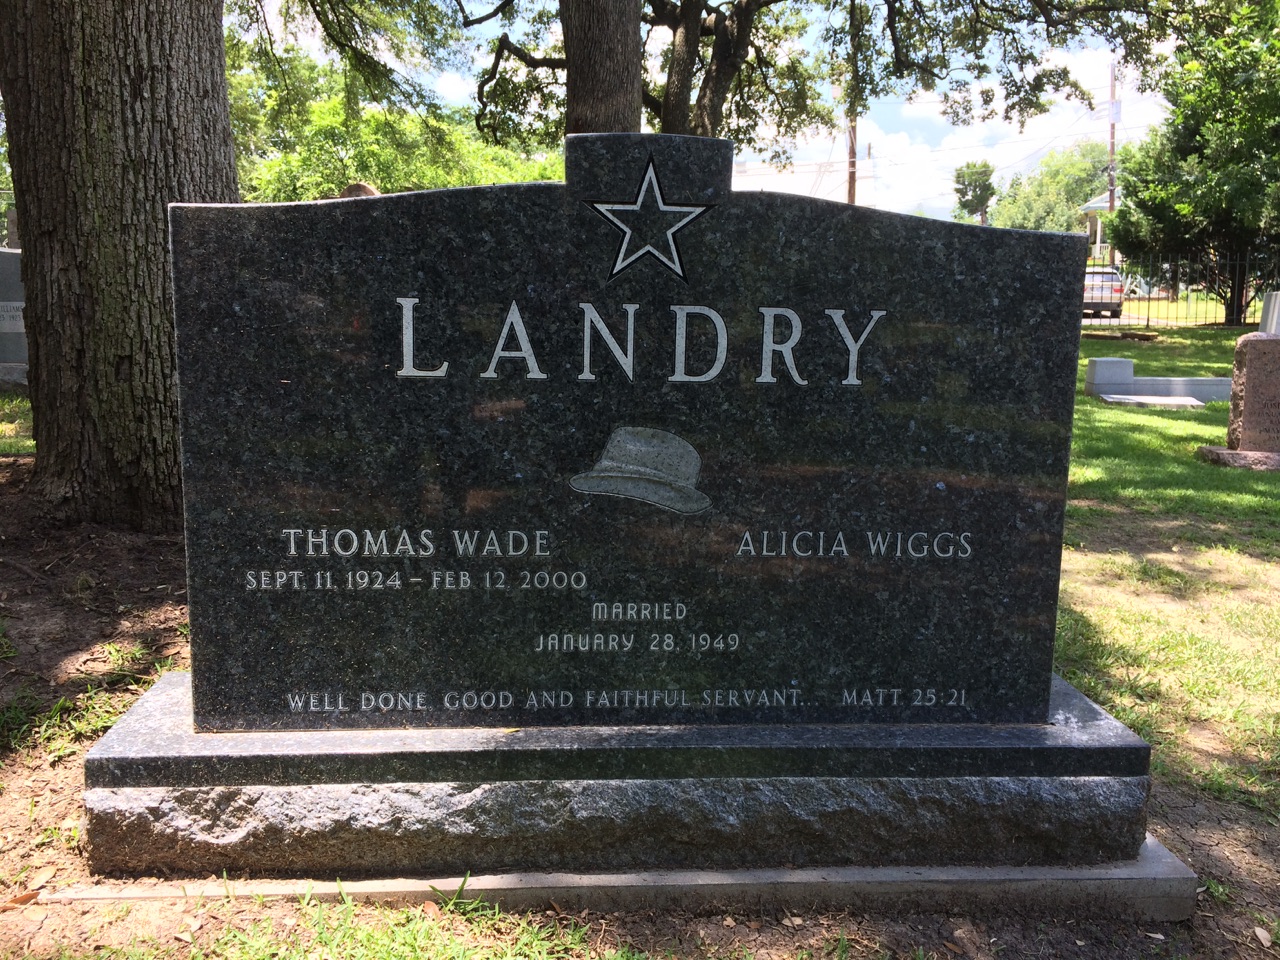 LANDRY
THOMAS WADE
SEPT. 11, 1924 – FEB 12, 2000
ALICIA WIGGS
MARRIED
JANUARY 28, 1949
WELL DONE, GOOD AND FAITHFUL SERVANT... MATT 25:21